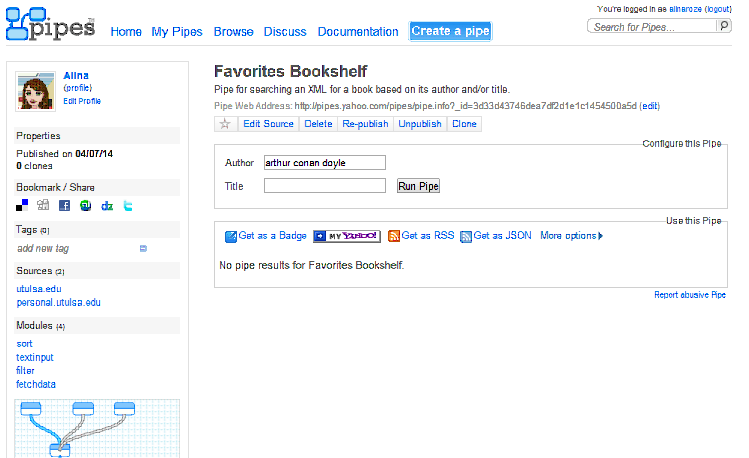 pipes
You're logged in as alinaroze (logout)
Home My Pipes Browse Discuss Documentation Create a pipe
Search for Pipes...
Alina
(profile)
Edit Profile
Properties
Published on 04/07/14
0 clones
Bookmark / Share
Tags (0)
add new tag
Sources (2)
utulsa.edu
personal.utulsa.edu
Modules (4)
sort
textinput
filter
fetchdata
Favorites Bookshelf
Pipe for searching an XML for a book based on its author and/or title.
Pipe Web Address: http://pipes.yahoo.com/pipes/pipe.info?_id=3d33d43746dea7df2d1e1c1454500a5d (edit)
Edit Source Delete Re-publish Unpublish Clone
Configure this Pipe
Author arthur conan doyle
Title Run Pipe
Use this Pipe
Get as a Badge MY YAHOO! Get as RSS Get as JSON More options
No pipe results for Favorites Bookshelf.
Report abusive Pipe